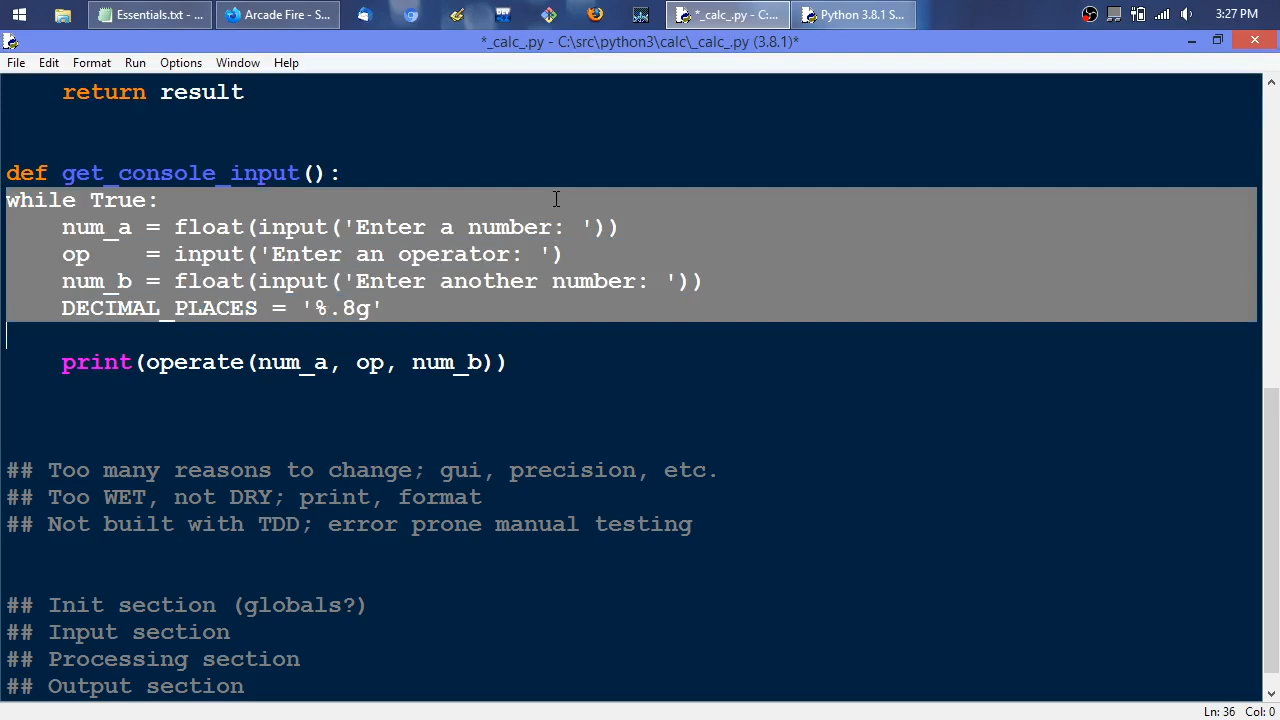 Essentials.txt - ...
Arcade Fire - S...
*_calc_.py - C:...
Python 3.8.1 S...
3:27 PM
*_calc_.py - C:\src\python3\calc\_calc_.py (3.8.1)*
File Edit Format Run Options Window Help
return result
def get_console_input():
while True:
num_a = float(input('Enter a number: '))
op = input('Enter an operator: ')
num_b = float(input('Enter another number: '))
DECIMAL_PLACES = '%.8g'
print(operate(num_a, op, num_b))
## Too many reasons to change; gui, precision, etc.
## Too WET, not DRY; print, format
## Not built with TDD; error prone manual testing
## Init section (globals?)
## Input section
## Processing section
## Output section
Ln: 36 Col: 0